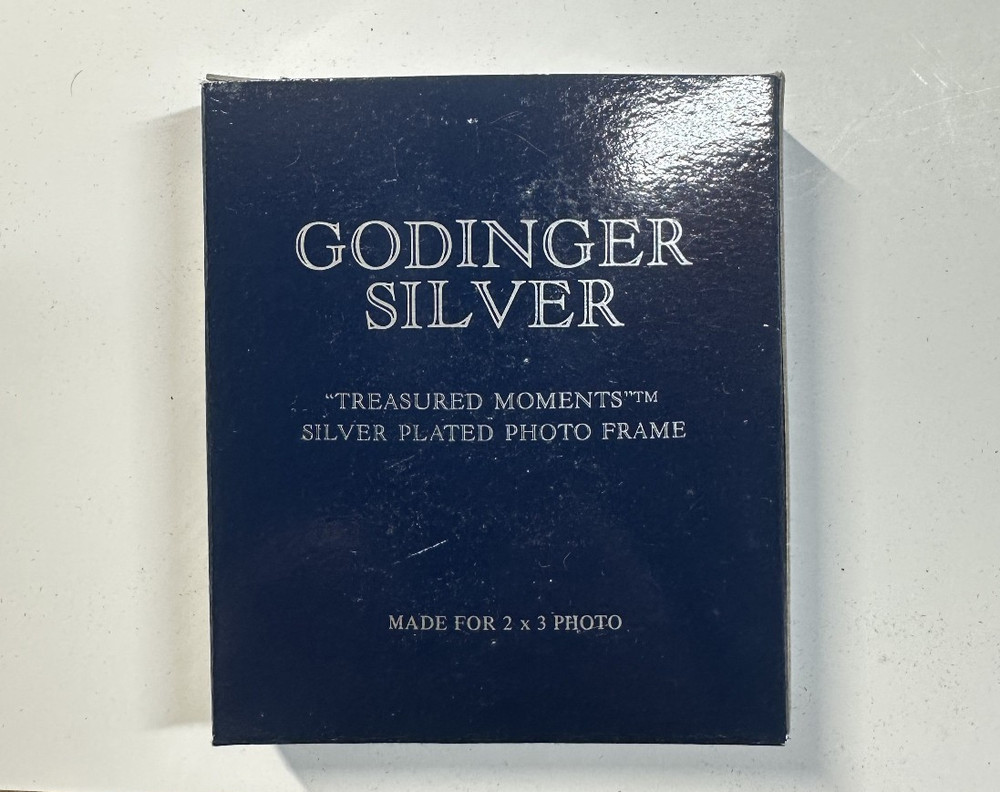 GODINGER
SILVER
“TREASURED MOMENTS”™
SILVER PLATED PHOTO FRAME
MADE FOR 2 x 3 PHOTO